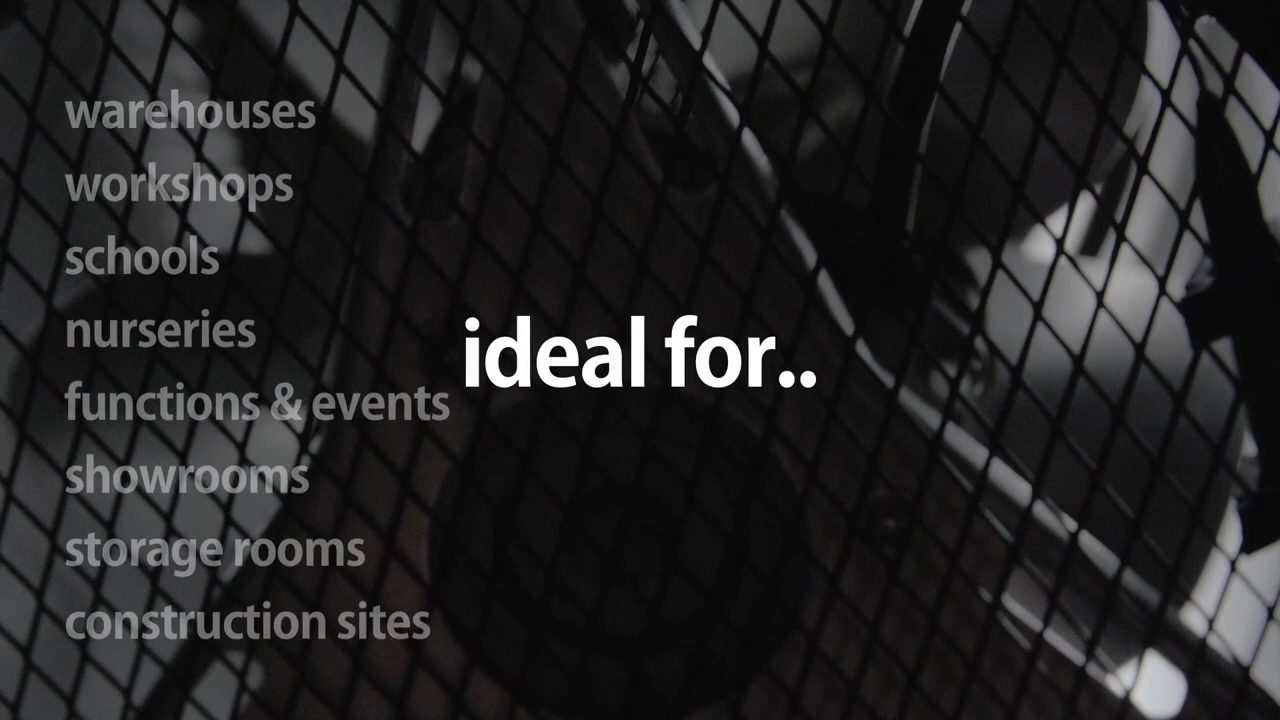 warehouses
workshops
schools
nurseries
functions & events
showrooms
storage rooms
construction sites
ideal for..